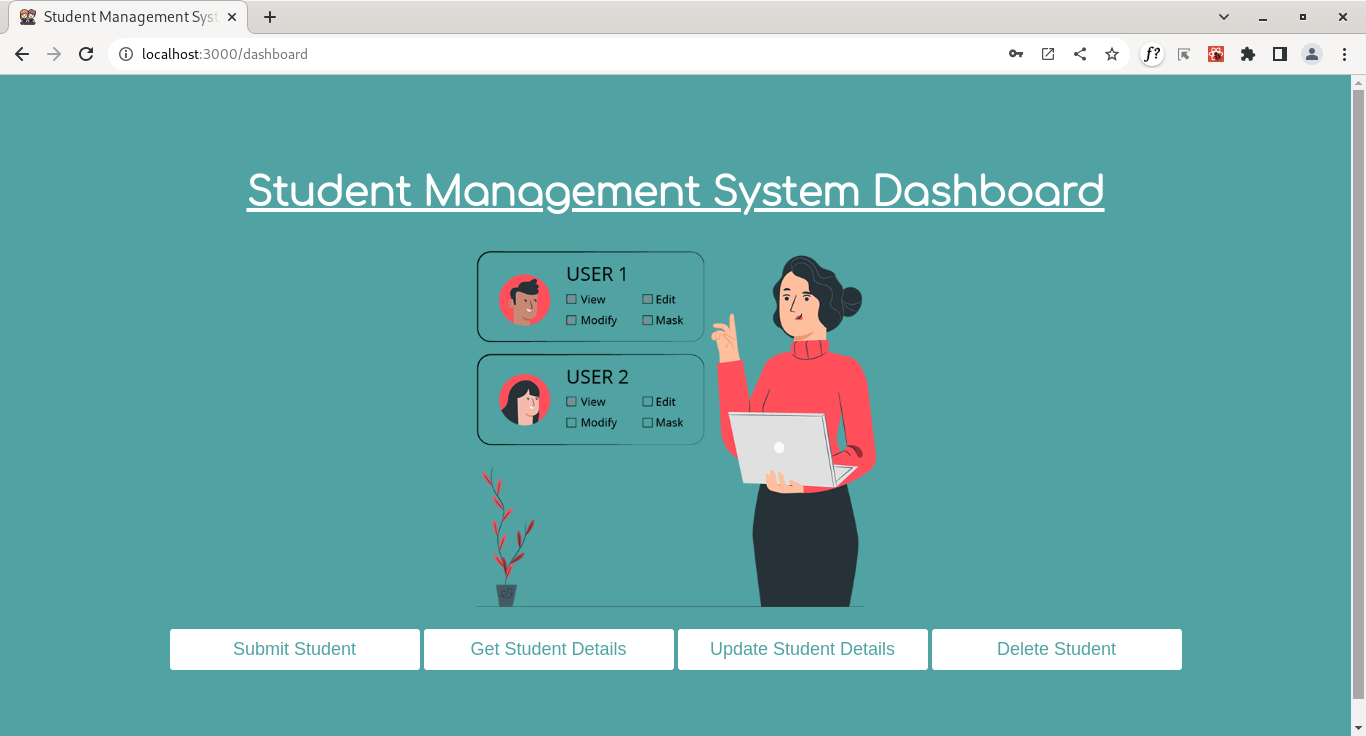 Student Management Syst
localhost:3000/dashboard
f?
Student Management System Dashboard
USER 1
View Edit
Modify Mask
USER 2
View Edit
Modify Mask
Submit Student Get Student Details Update Student Details Delete Student